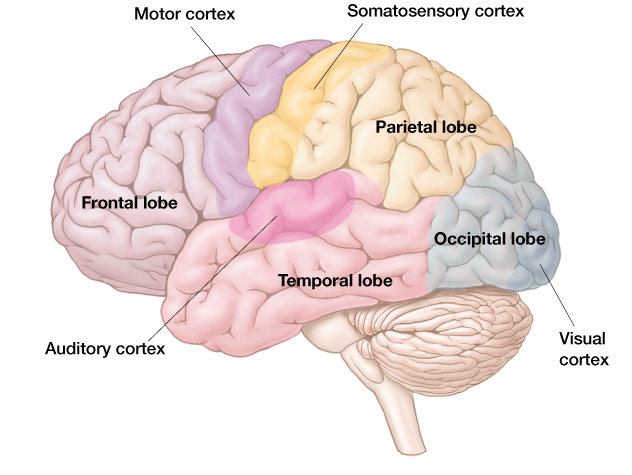 Motor cortex
Somatosensory cortex
Parietal lobe
Frontal lobe
Occipital lobe
Temporal lobe
Auditory cortex
Visual
cortex